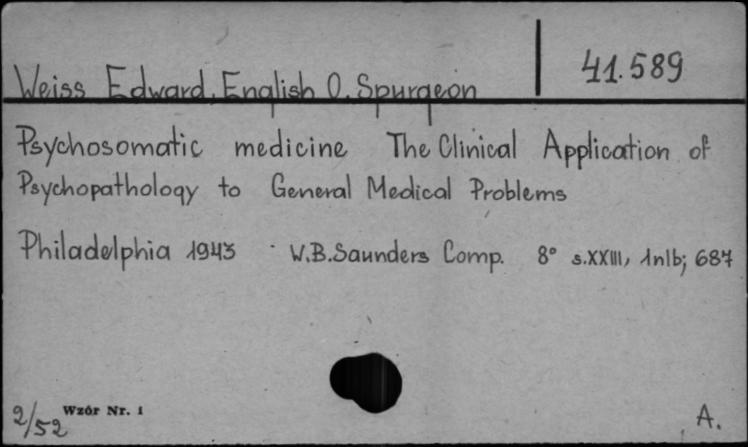 41.589
Weiss Edward, English O. Spurgeon
Psychosomatic medicine The Clinical Application of
Psychopathology to General Medical Problems
Philadelphia 1943 W.B.Saunders Comp. 8° s.XXIII, 1nlb; 687
2/52 Wzór Nr. 1
A.